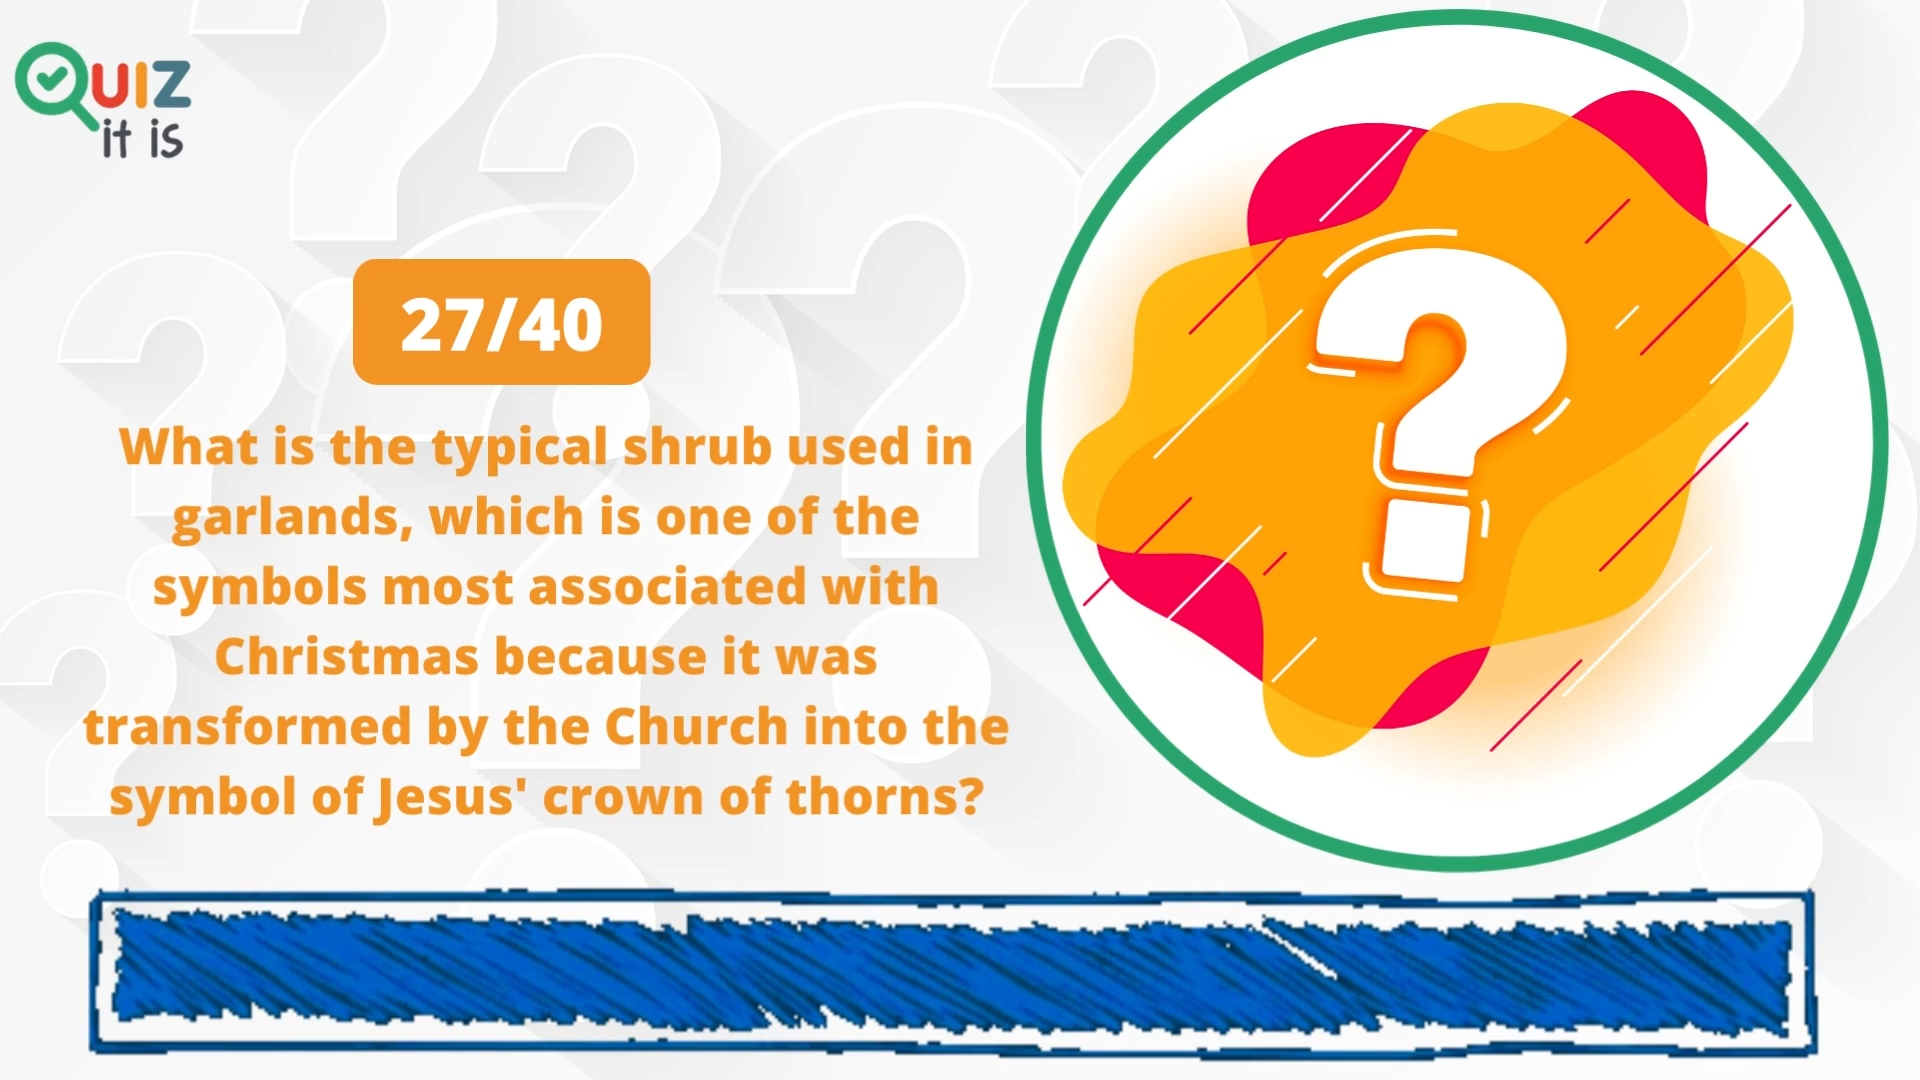 QUIZ
it is
27/40
What is the typical shrub used in
garlands, which is one of the
symbols most associated with
Christmas because it was
transformed by the Church into the
symbol of Jesus' crown of thorns?
?